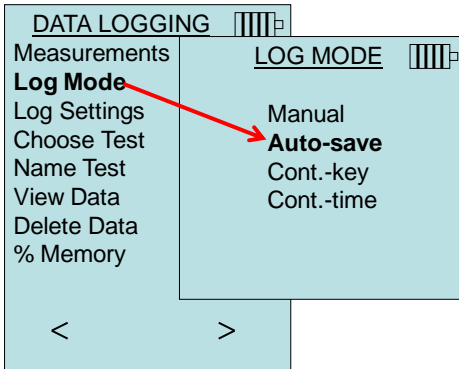 DATA LOGGING
Measurements
Log Mode
Log Settings
Choose Test
Name Test
View Data
Delete Data
% Memory
< >
LOG MODE
Manual
Auto-save
Cont.-key
Cont.-time